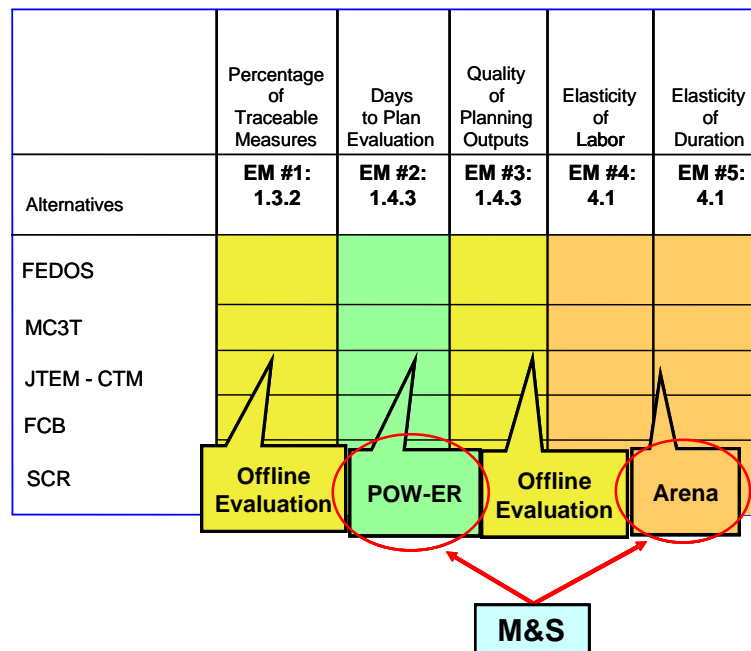 Percentage
of
Traceable
Measures
Days
to Plan
Evaluation
Quality
of
Planning
Outputs
Elasticity
of
Labor
Elasticity
of
Duration
Alternatives
EM #1:
1.3.2
EM #2:
1.4.3
EM #3:
1.4.3
EM #4:
4.1
EM #5:
4.1
FEDOS
MC3T
JTEM - CTM
FCB
SCR
Offline
Evaluation
POW-ER
Offline
Evaluation
Arena
M&S